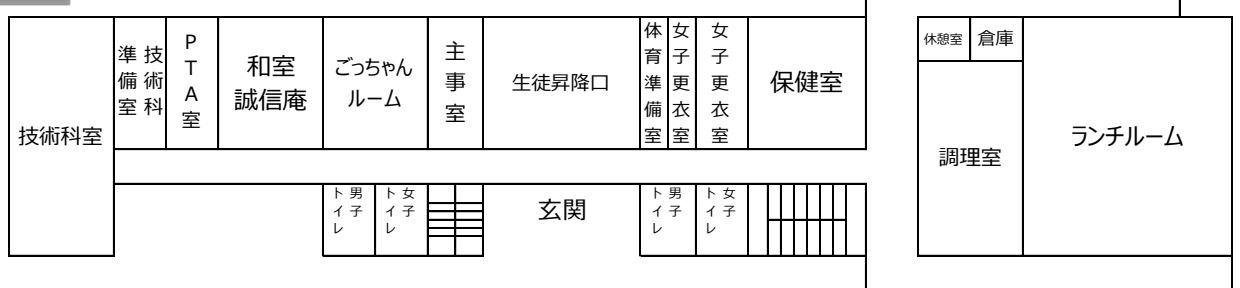 技術科室
技術科
準備室
PTA室
和室
誠信庵
ごっちゃん
ルーム
主事室
生徒昇降口
体育準備室
女子更衣室
女子更衣室
保健室
休憩室
倉庫
調理室
ランチルーム
男子
トイレ
女子
トイレ
玄関
男子
トイレ
女子
トイレ